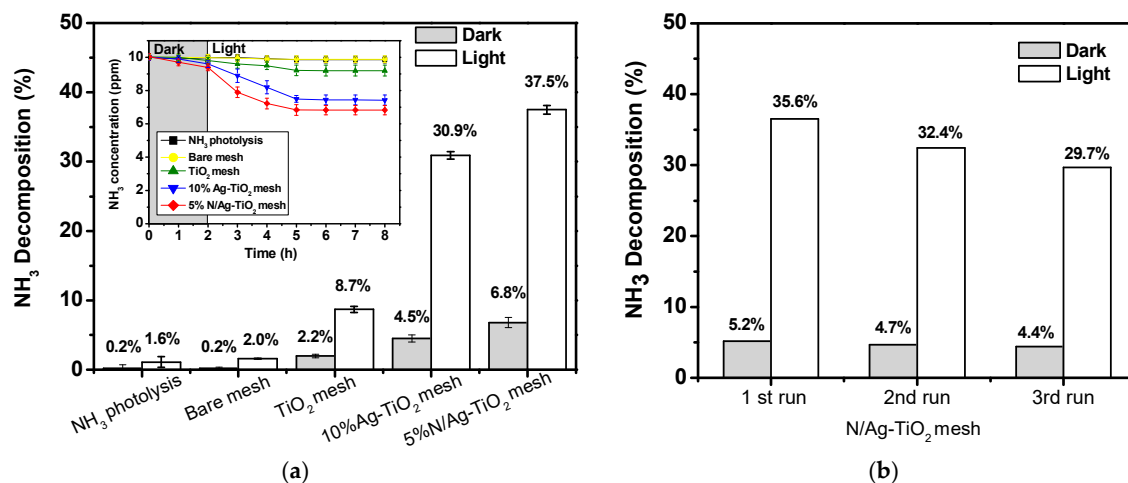 50
40
30
20
10
0
NH₃ Decomposition (%)
Dark
Light
10
8
6
4
2
0
NH₃ concentration (ppm)
Dark
Light
NH₃ photolysis
Bare mesh
TiO₂ mesh
10% Ag-TiO₂ mesh
5% N/Ag-TiO₂ mesh
0 1 2 3 4 5 6 7 8
Time (h)
0.2%
1.6%
0.2%
2.0%
2.2%
8.7%
4.5%
30.9%
6.8%
37.5%
NH₃ photolysis
Bare mesh
TiO₂ mesh
10%Ag-TiO₂ mesh
5%N/Ag-TiO₂ mesh
(a)
50
40
30
20
10
0
NH₃ Decomposition (%)
Dark
Light
5.2%
35.6%
4.7%
32.4%
4.4%
29.7%
1 st run
2nd run
3rd run
N/Ag-TiO₂ mesh
(b)